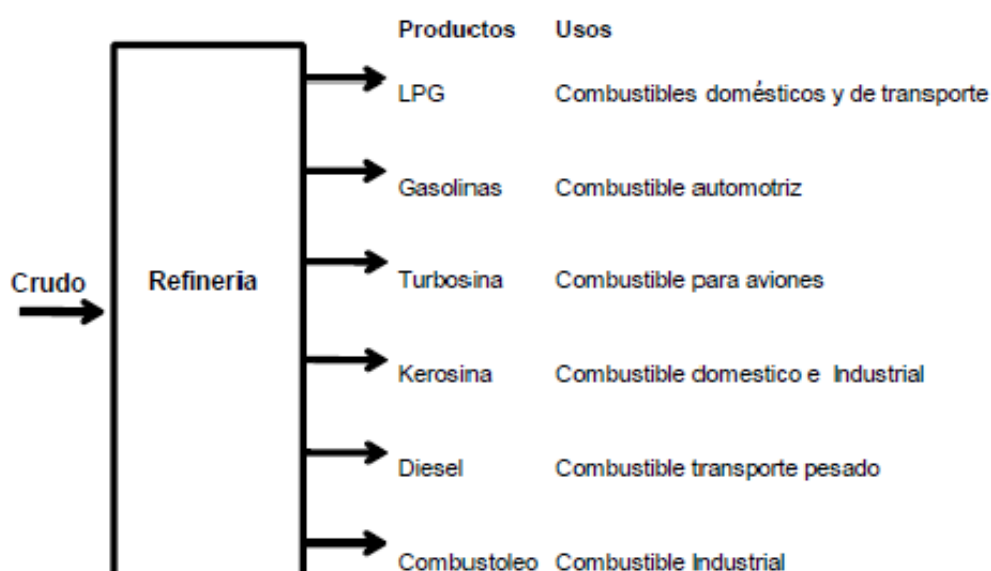 Productos Usos
LPG Combustibles domésticos y de transporte
Gasolinas Combustible automotriz
Crudo Refineria Turbosina Combustible para aviones
Kerosina Combustible domestico e Industrial
Diesel Combustible transporte pesado
Combustoleo Combustible Industrial